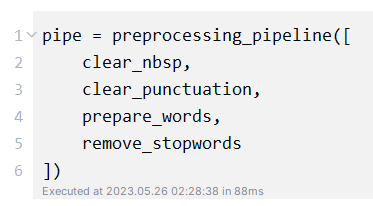 1 pipe = preprocessing_pipeline([
2     clear_nbsp,
3     clear_punctuation,
4     prepare_words,
5     remove_stopwords
6 ])
Executed at 2023.05.26 02:28:38 in 88ms